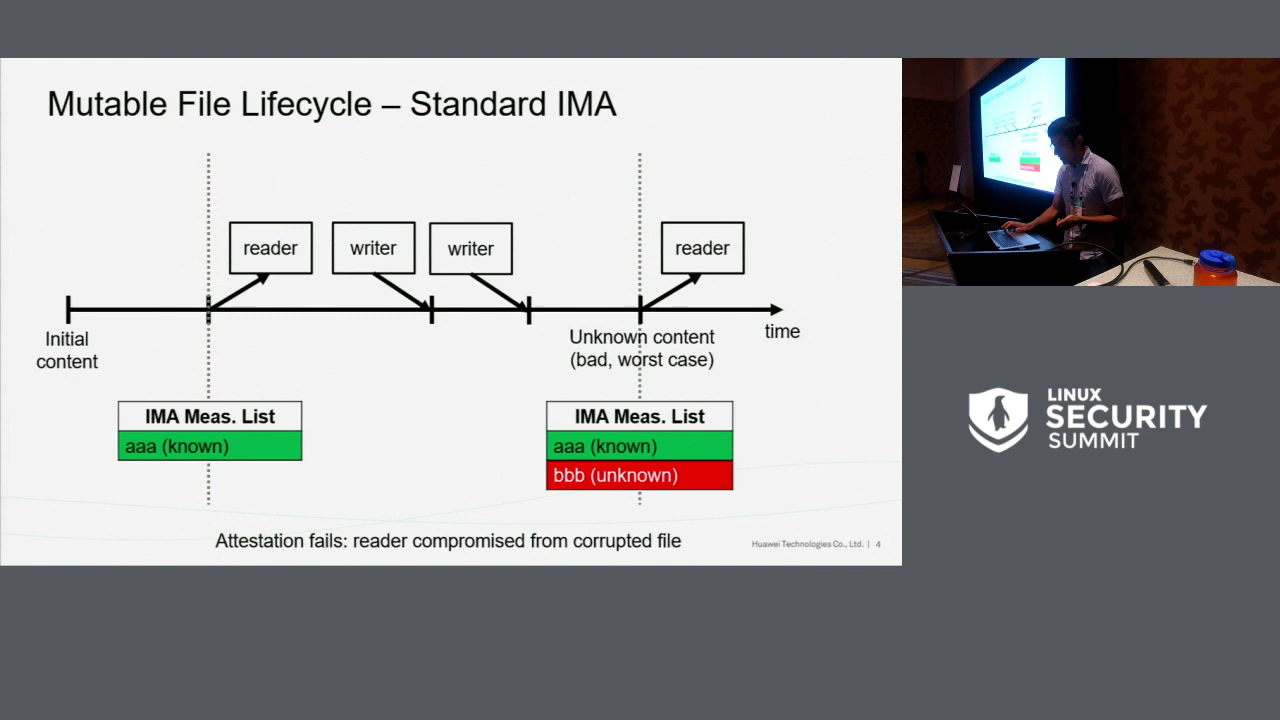 Mutable File Lifecycle – Standard IMA
reader
writer
writer
reader
Initial
content
Unknown content
(bad, worst case)
time
IMA Meas. List
aaa (known)
IMA Meas. List
aaa (known)
bbb (unknown)
Attestation fails: reader compromised from corrupted file
Huawei Technologies Co., Ltd. | 4
LINUX
SECURITY
SUMMIT